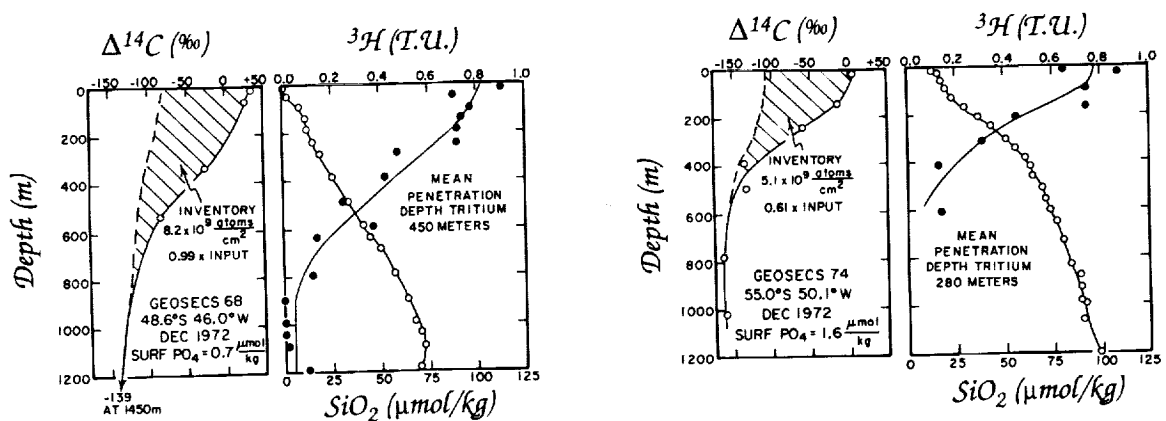 Δ¹⁴C (‰)
-150 -100 -50 0 +50
Depth (m)
0
200
400
600
800
1000
1200
INVENTORY
8.2 x 10⁹ atoms/cm²
0.99 x INPUT
GEOSECS 68
48.6°S 46.0°W
DEC 1972
SURF PO₄ = 0.7 μmol/kg
-139
AT 1450m
³H (T.U.)
0.0 0.2 0.4 0.6 0.8 1.0
MEAN
PENETRATION
DEPTH TRITIUM
450 METERS
0 25 50 75 100 125
SiO₂ (μmol/kg)
Δ¹⁴C (‰)
-150 -100 -50 0 +50
Depth (m)
0
200
400
600
800
1000
1200
INVENTORY
5.1 x 10⁹ atoms/cm²
0.61 x INPUT
GEOSECS 74
55.0°S 50.1°W
DEC 1972
SURF PO₄ = 1.6 μmol/kg
³H (T.U.)
0.0 0.2 0.4 0.6 0.8 1.0
MEAN
PENETRATION
DEPTH TRITIUM
280 METERS
0 25 50 75 100 125
SiO₂ (μmol/kg)